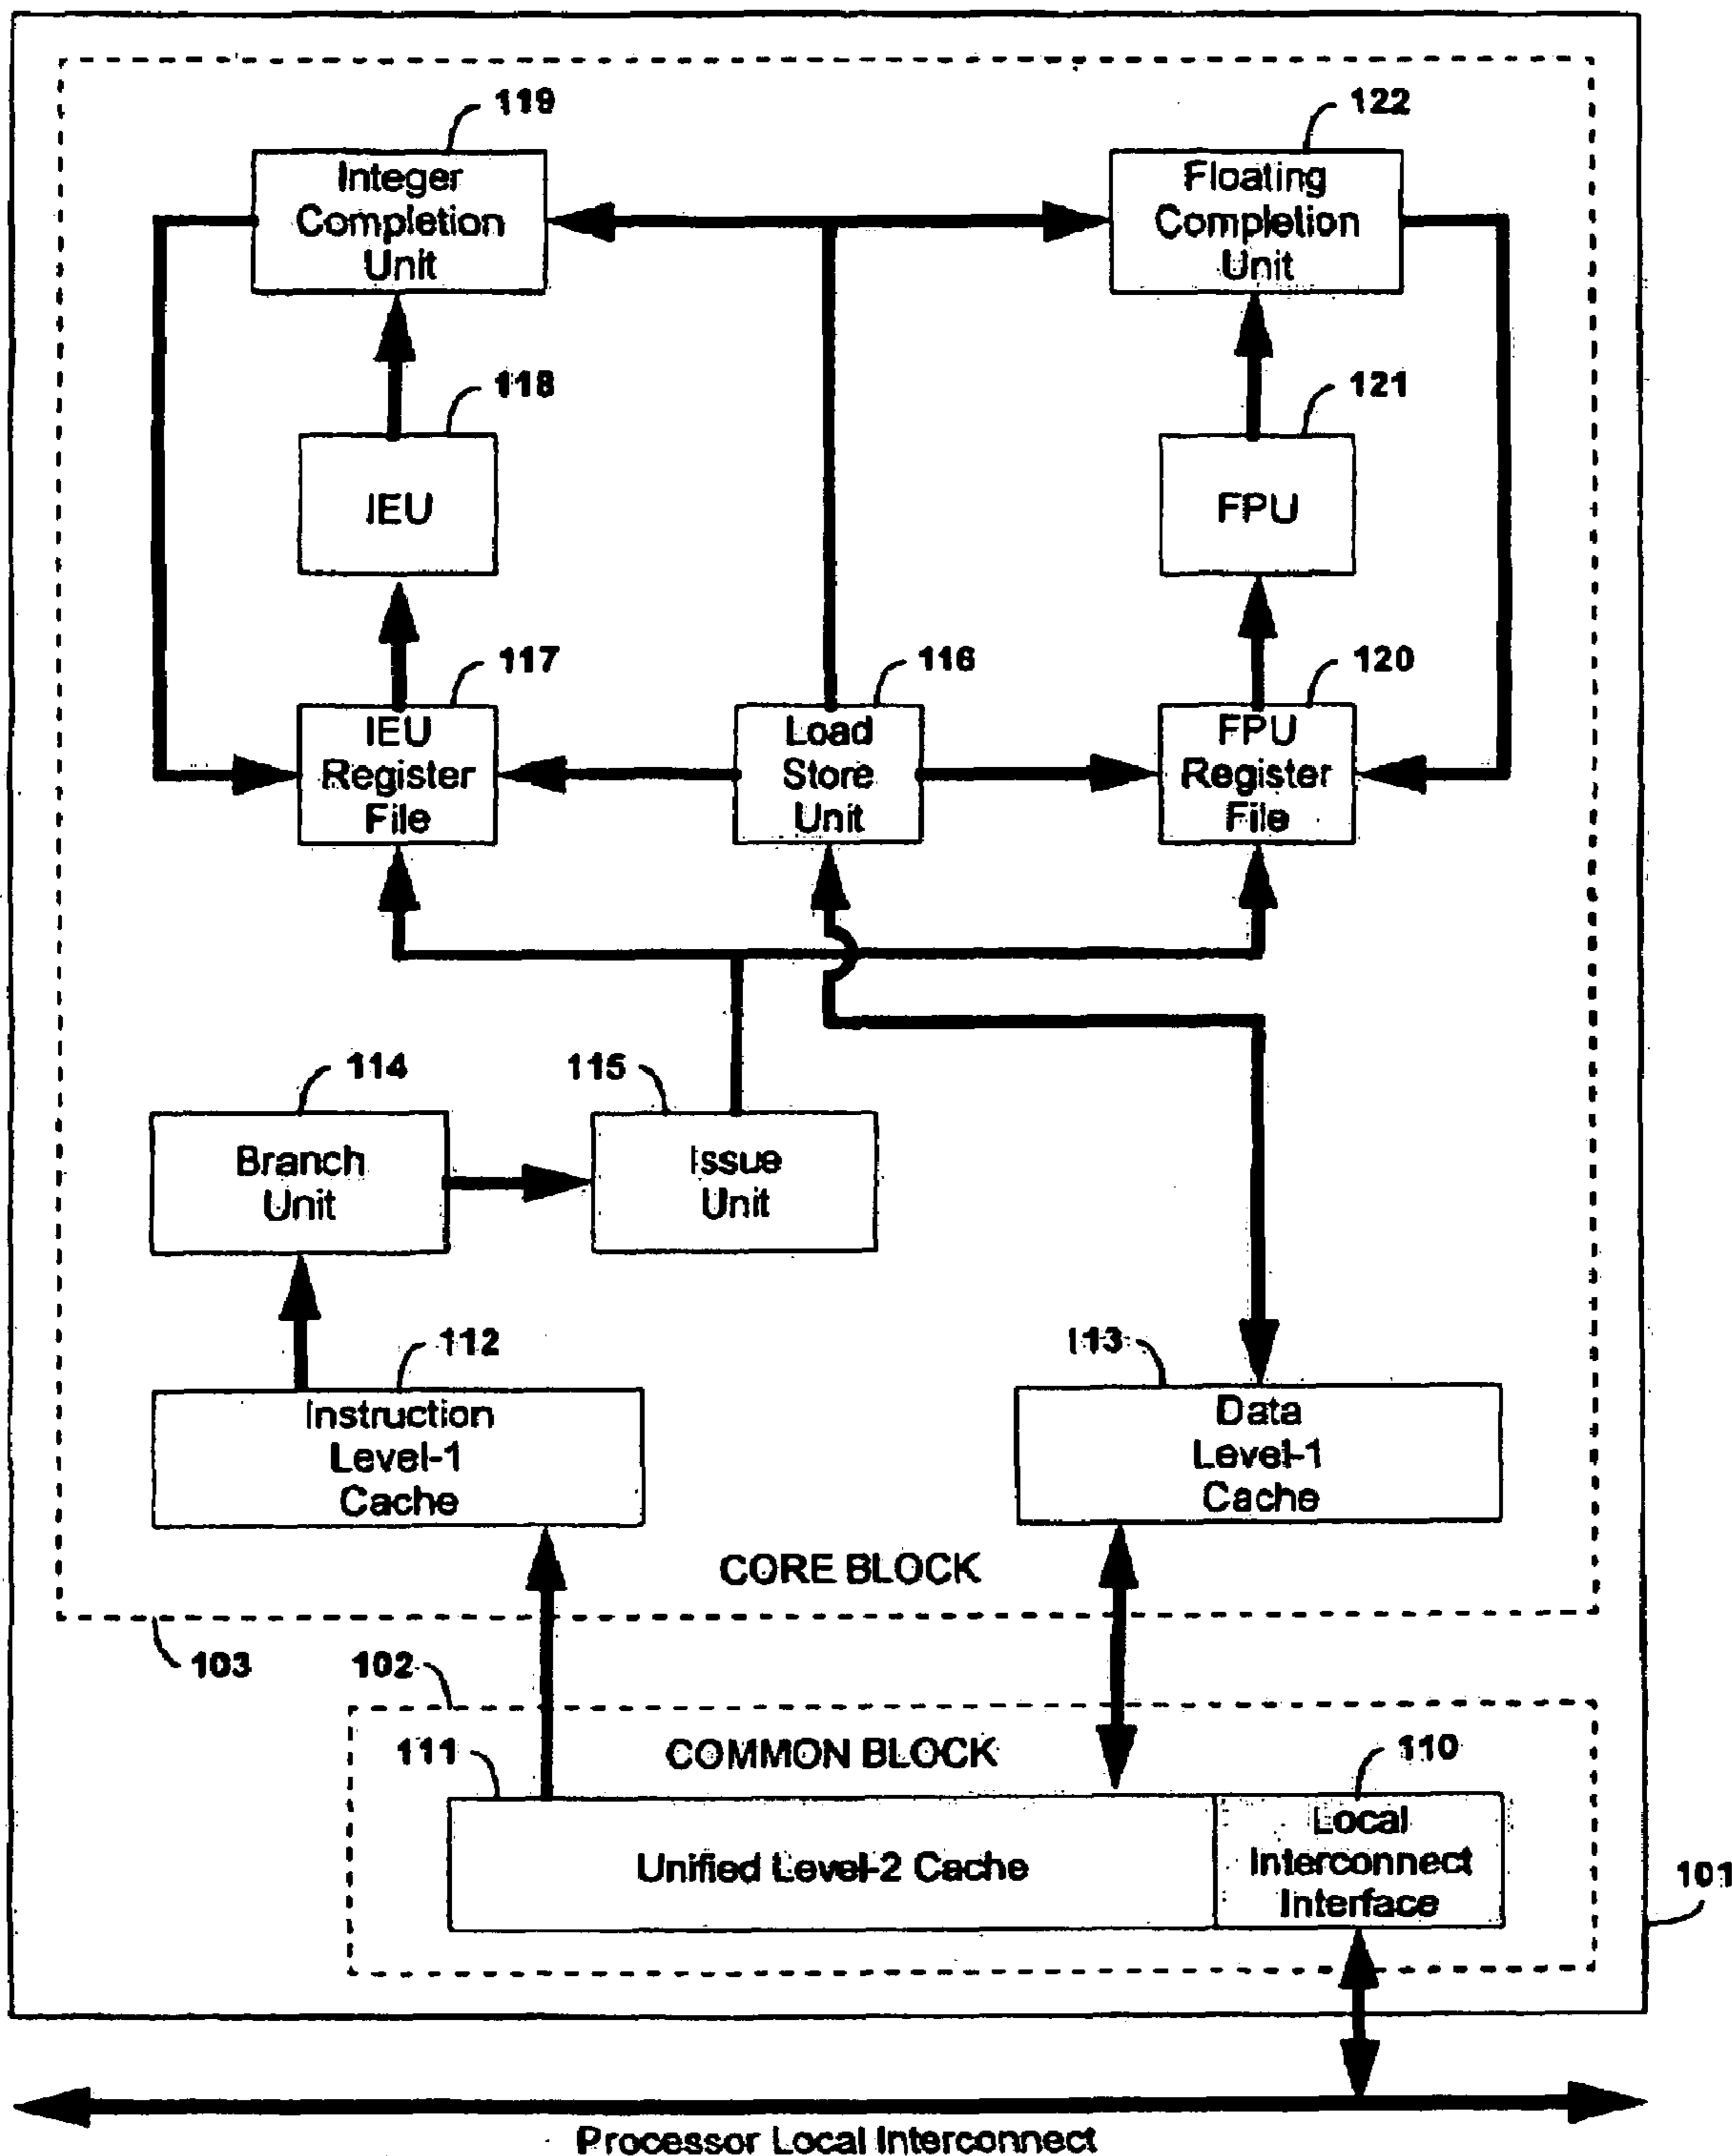 119
122
Integer
Completion
Unit
Floating
Completion
Unit
118
121
IEU
FPU
117
116
120
IEU
Register
File
Load
Store
Unit
FPU
Register
File
114
115
Branch
Unit
Issue
Unit
112
113
Instruction
Level-1
Cache
Data
Level-1
Cache
CORE BLOCK
103
102
111
COMMON BLOCK
110
Unified Level-2 Cache
Local
Interconnect
Interface
101
Processor Local Interconnect